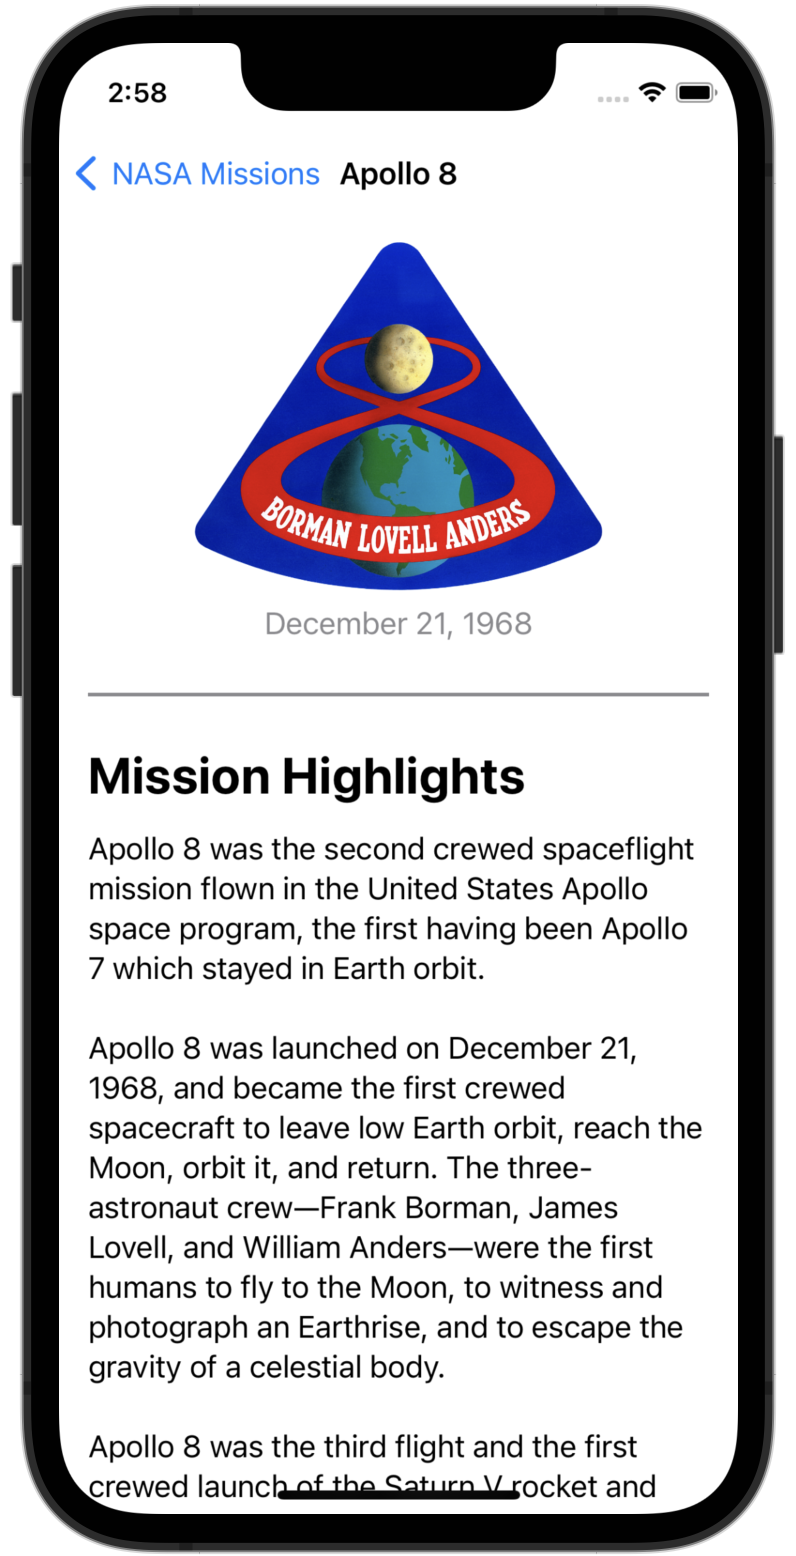 2:58
NASA Missions Apollo 8
BORMAN LOVELL ANDERS
December 21, 1968
Mission Highlights
Apollo 8 was the second crewed spaceflight
mission flown in the United States Apollo
space program, the first having been Apollo
7 which stayed in Earth orbit.
Apollo 8 was launched on December 21,
1968, and became the first crewed
spacecraft to leave low Earth orbit, reach the
Moon, orbit it, and return. The three-
astronaut crew—Frank Borman, James
Lovell, and William Anders—were the first
humans to fly to the Moon, to witness and
photograph an Earthrise, and to escape the
gravity of a celestial body.
Apollo 8 was the third flight and the first
crewed launch of the Saturn V rocket and